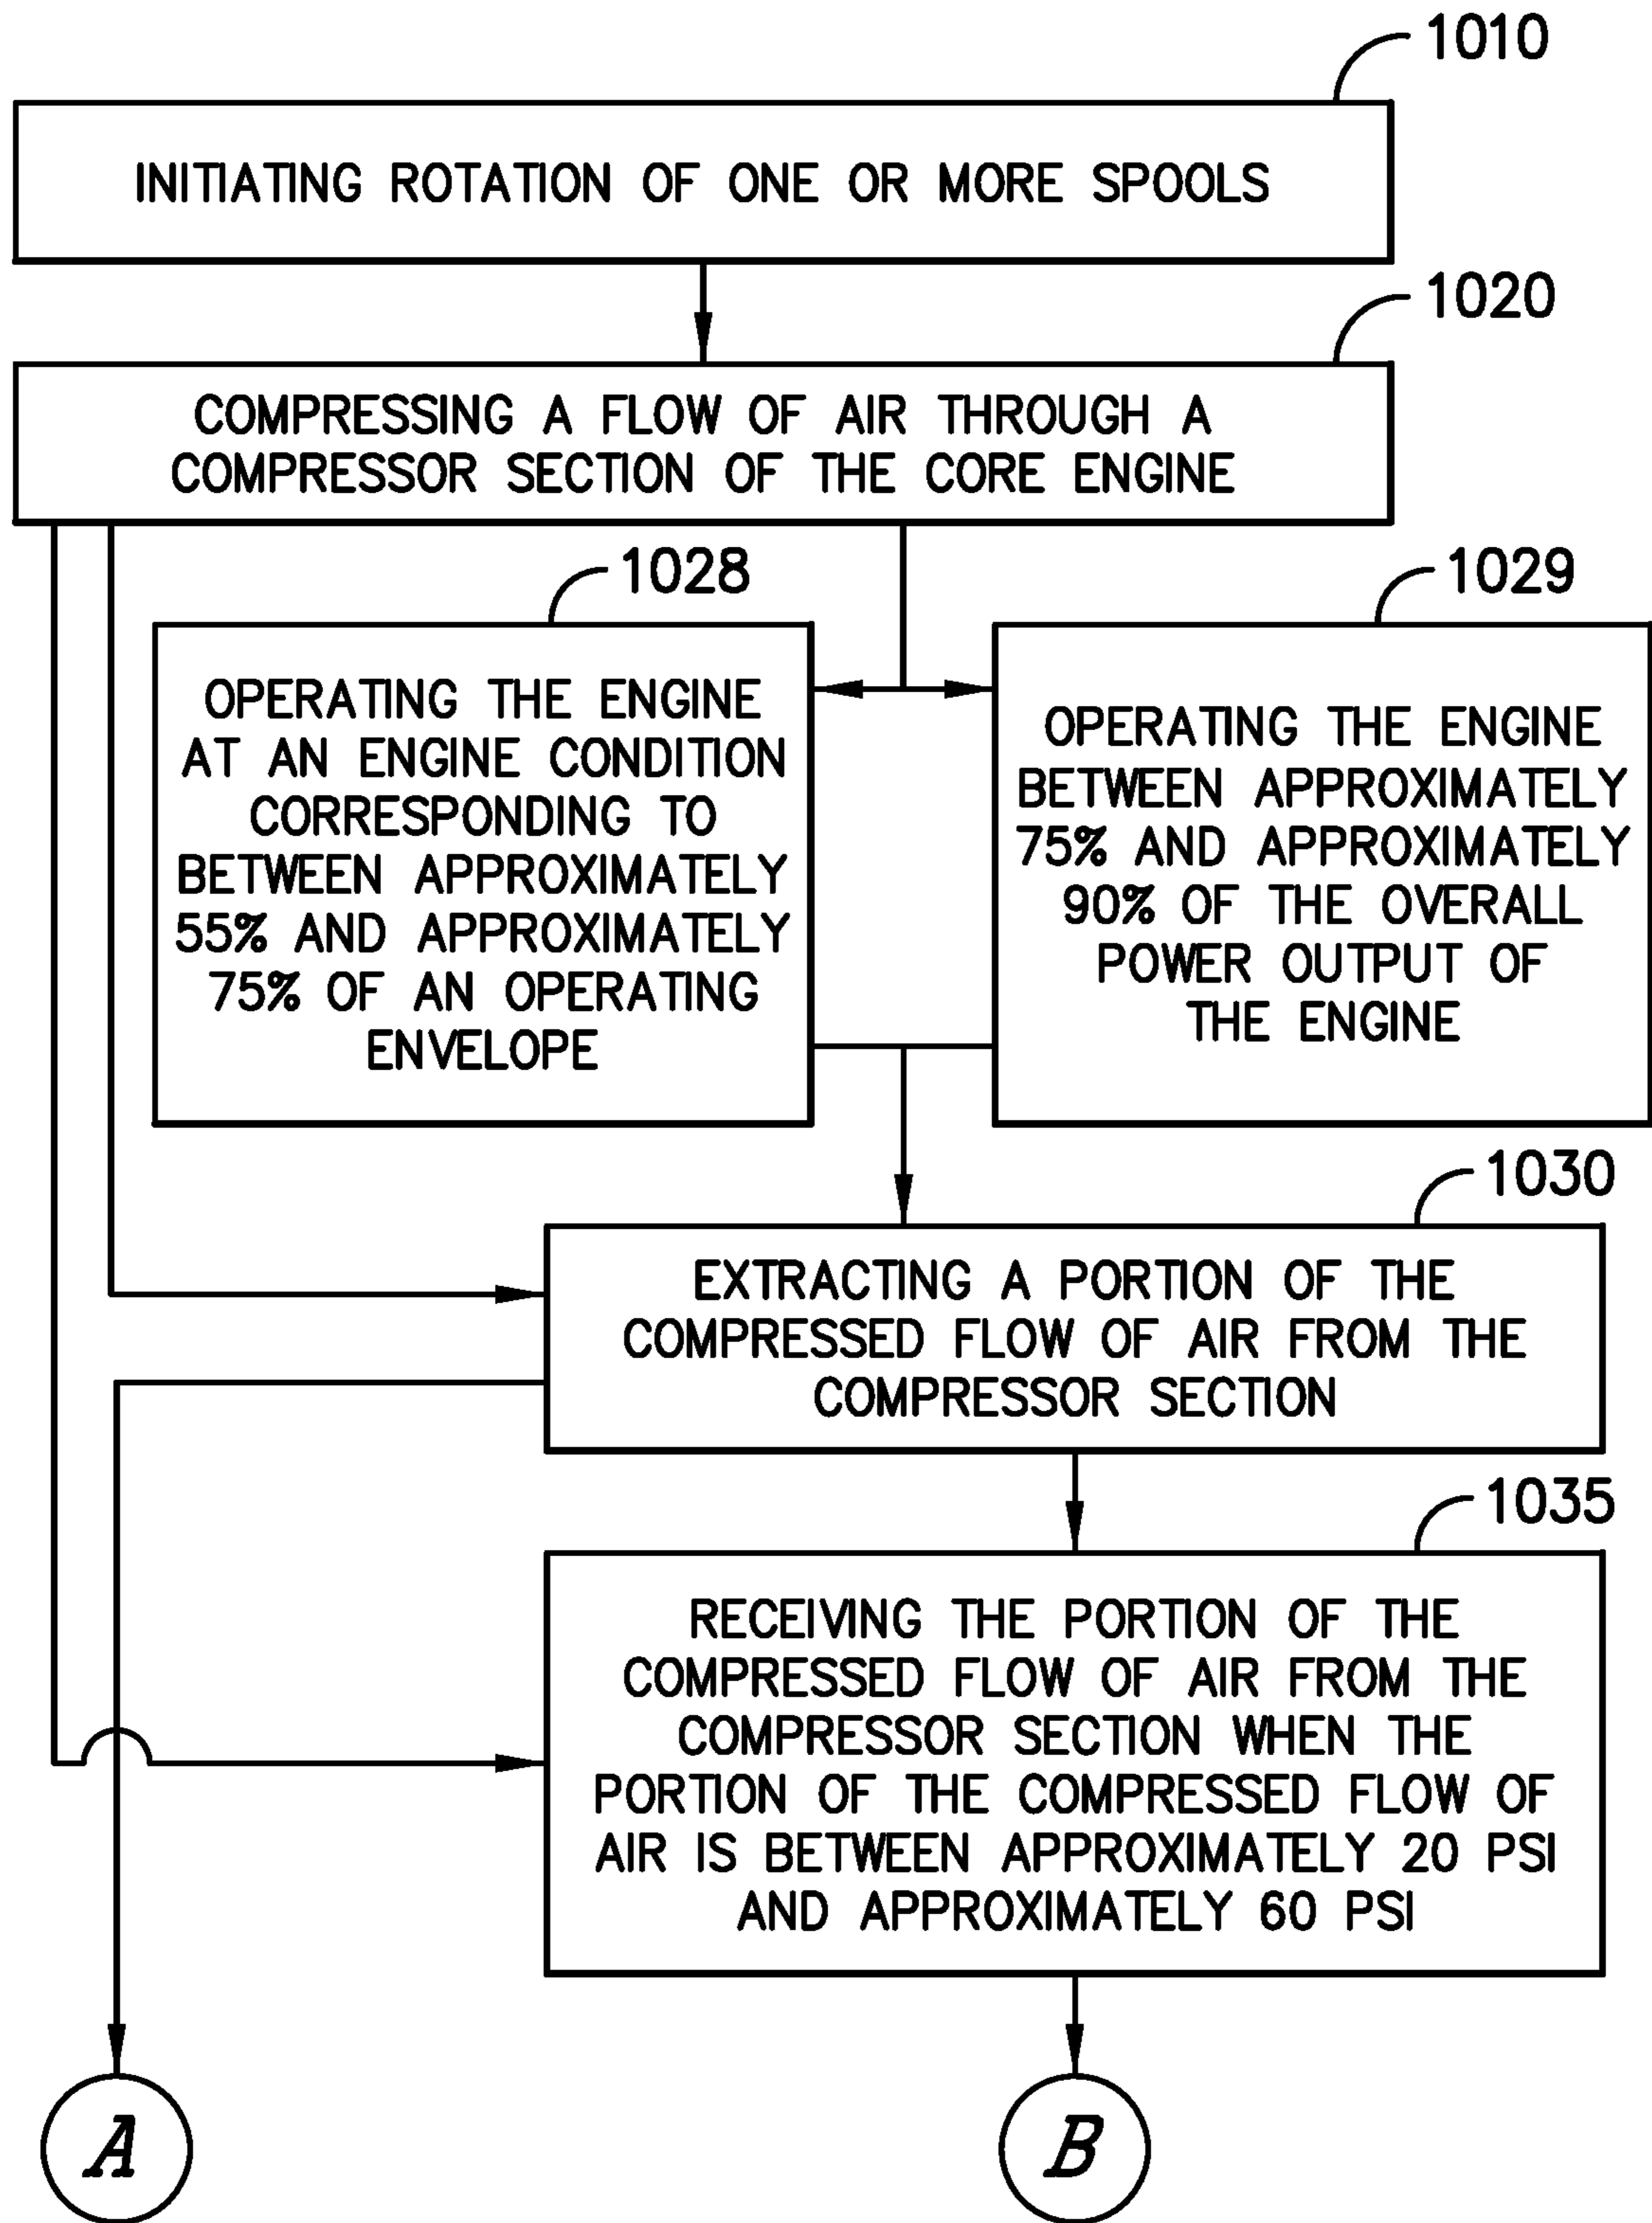 1010
INITIATING ROTATION OF ONE OR MORE SPOOLS
1020
COMPRESSING A FLOW OF AIR THROUGH A
COMPRESSOR SECTION OF THE CORE ENGINE
1028
OPERATING THE ENGINE
AT AN ENGINE CONDITION
CORRESPONDING TO
BETWEEN APPROXIMATELY
55% AND APPROXIMATELY
75% OF AN OPERATING
ENVELOPE
1029
OPERATING THE ENGINE
BETWEEN APPROXIMATELY
75% AND APPROXIMATELY
90% OF THE OVERALL
POWER OUTPUT OF
THE ENGINE
1030
EXTRACTING A PORTION OF THE
COMPRESSED FLOW OF AIR FROM THE
COMPRESSOR SECTION
1035
RECEIVING THE PORTION OF THE
COMPRESSED FLOW OF AIR FROM THE
COMPRESSOR SECTION WHEN THE
PORTION OF THE COMPRESSED FLOW OF
AIR IS BETWEEN APPROXIMATELY 20 PSI
AND APPROXIMATELY 60 PSI
A
B